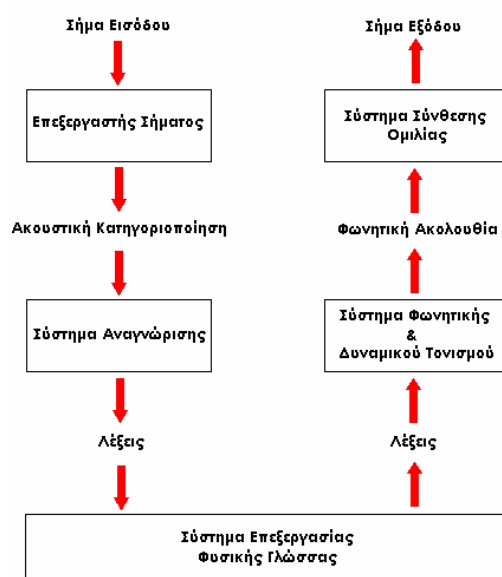 Σήμα Εισόδου
Επεξεργαστής Σήματος
Ακουστική Κατηγοριοποίηση
Σύστημα Αναγνώρισης
Λέξεις
Σήμα Εξόδου
Σύστημα Σύνθεσης
Ομιλίας
Φωνητική Ακολουθία
Σύστημα Φωνητικής
&
Δυναμικού Τονισμού
Λέξεις
Σύστημα Επεξεργασίας
Φυσικής Γλώσσας